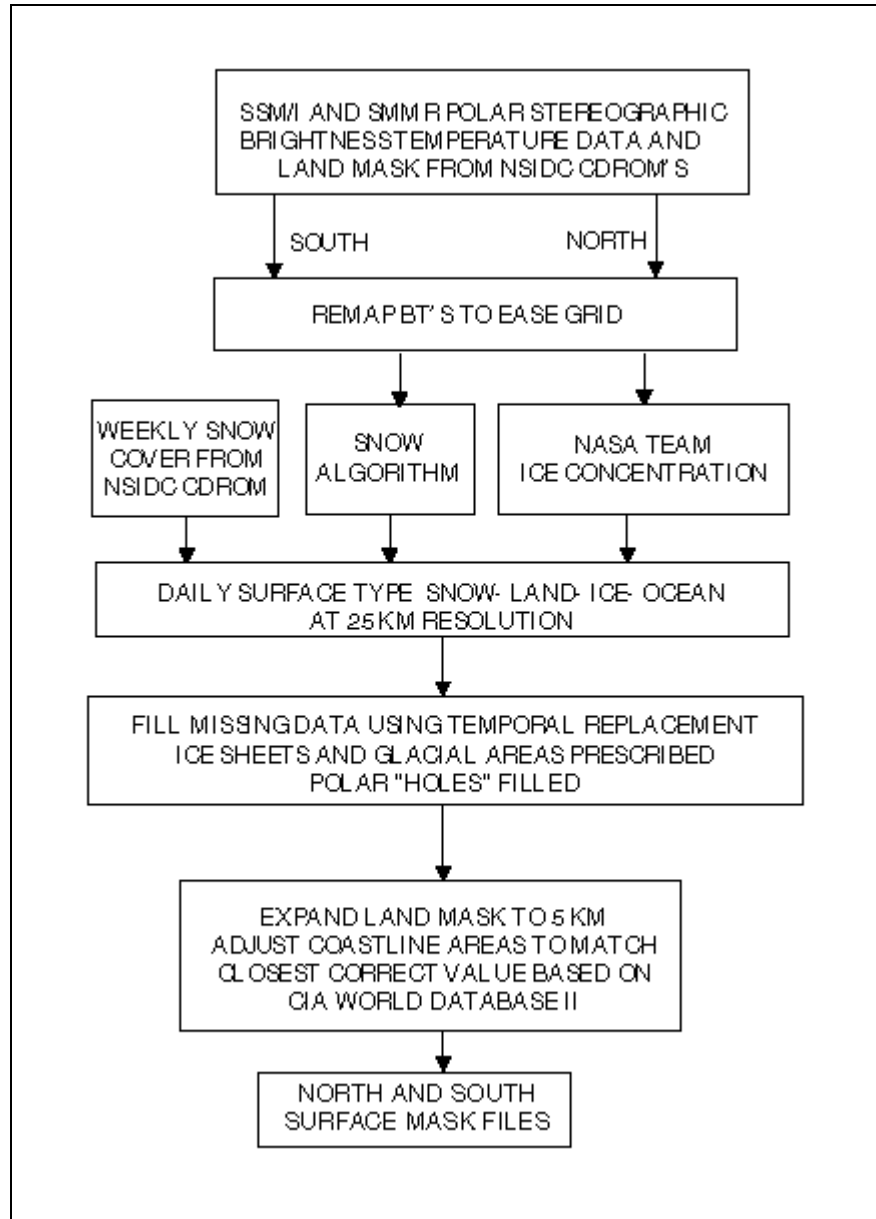 SSM/I AND SMMR POLAR STEREOGRAPHIC
BRIGHTNESS TEMPERATURE DATA AND
LAND MASK FROM NSIDC CDROM'S
SOUTH
NORTH
REMAP BT'S TO EASE GRID
WEEKLY SNOW
COVER FROM
NSIDC CDROM
SNOW
ALGORITHM
NASA TEAM
ICE CONCENTRATION
DAILY SURFACE TYPE SNOW- LAND- ICE- OCEAN
AT 25 KM RESOLUTION
FILL MISSING DATA USING TEMPORAL REPLACEMENT
ICE SHEETS AND GLACIAL AREAS PRESCRIBED
POLAR "HOLES" FILLED
EXPAND LAND MASK TO 5 KM
ADJUST COASTLINE AREAS TO MATCH
CLOSEST CORRECT VALUE BASED ON
CIA WORLD DATABASE II
NORTH AND SOUTH
SURFACE MASK FILES